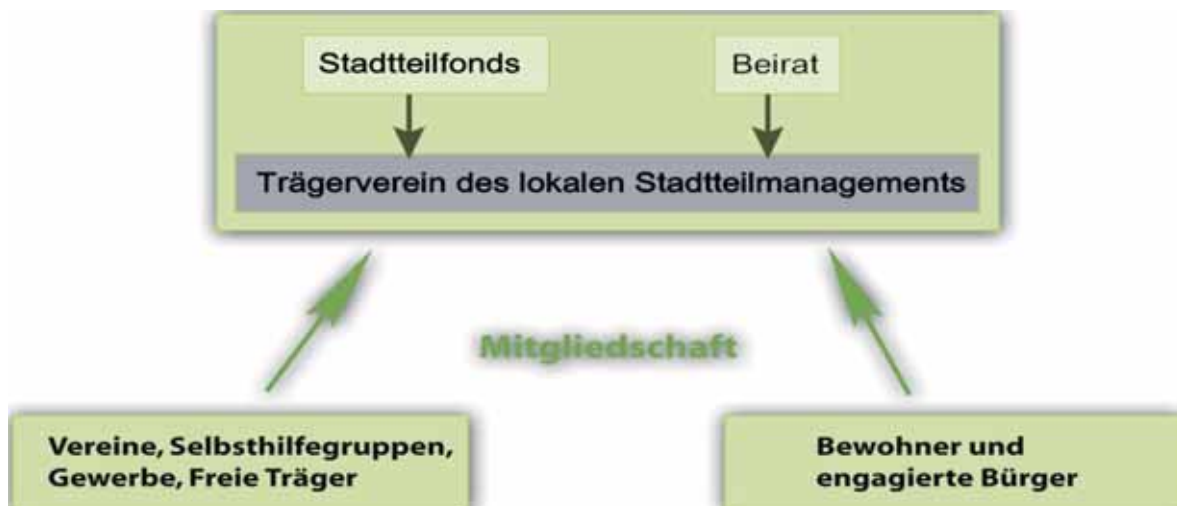 Stadtteilfonds
Beirat
Trägerverein des lokalen Stadtteilmanagements
Mitgliedschaft
Vereine, Selbsthilfegruppen,
Gewerbe, Freie Träger
Bewohner und
engagierte Bürger